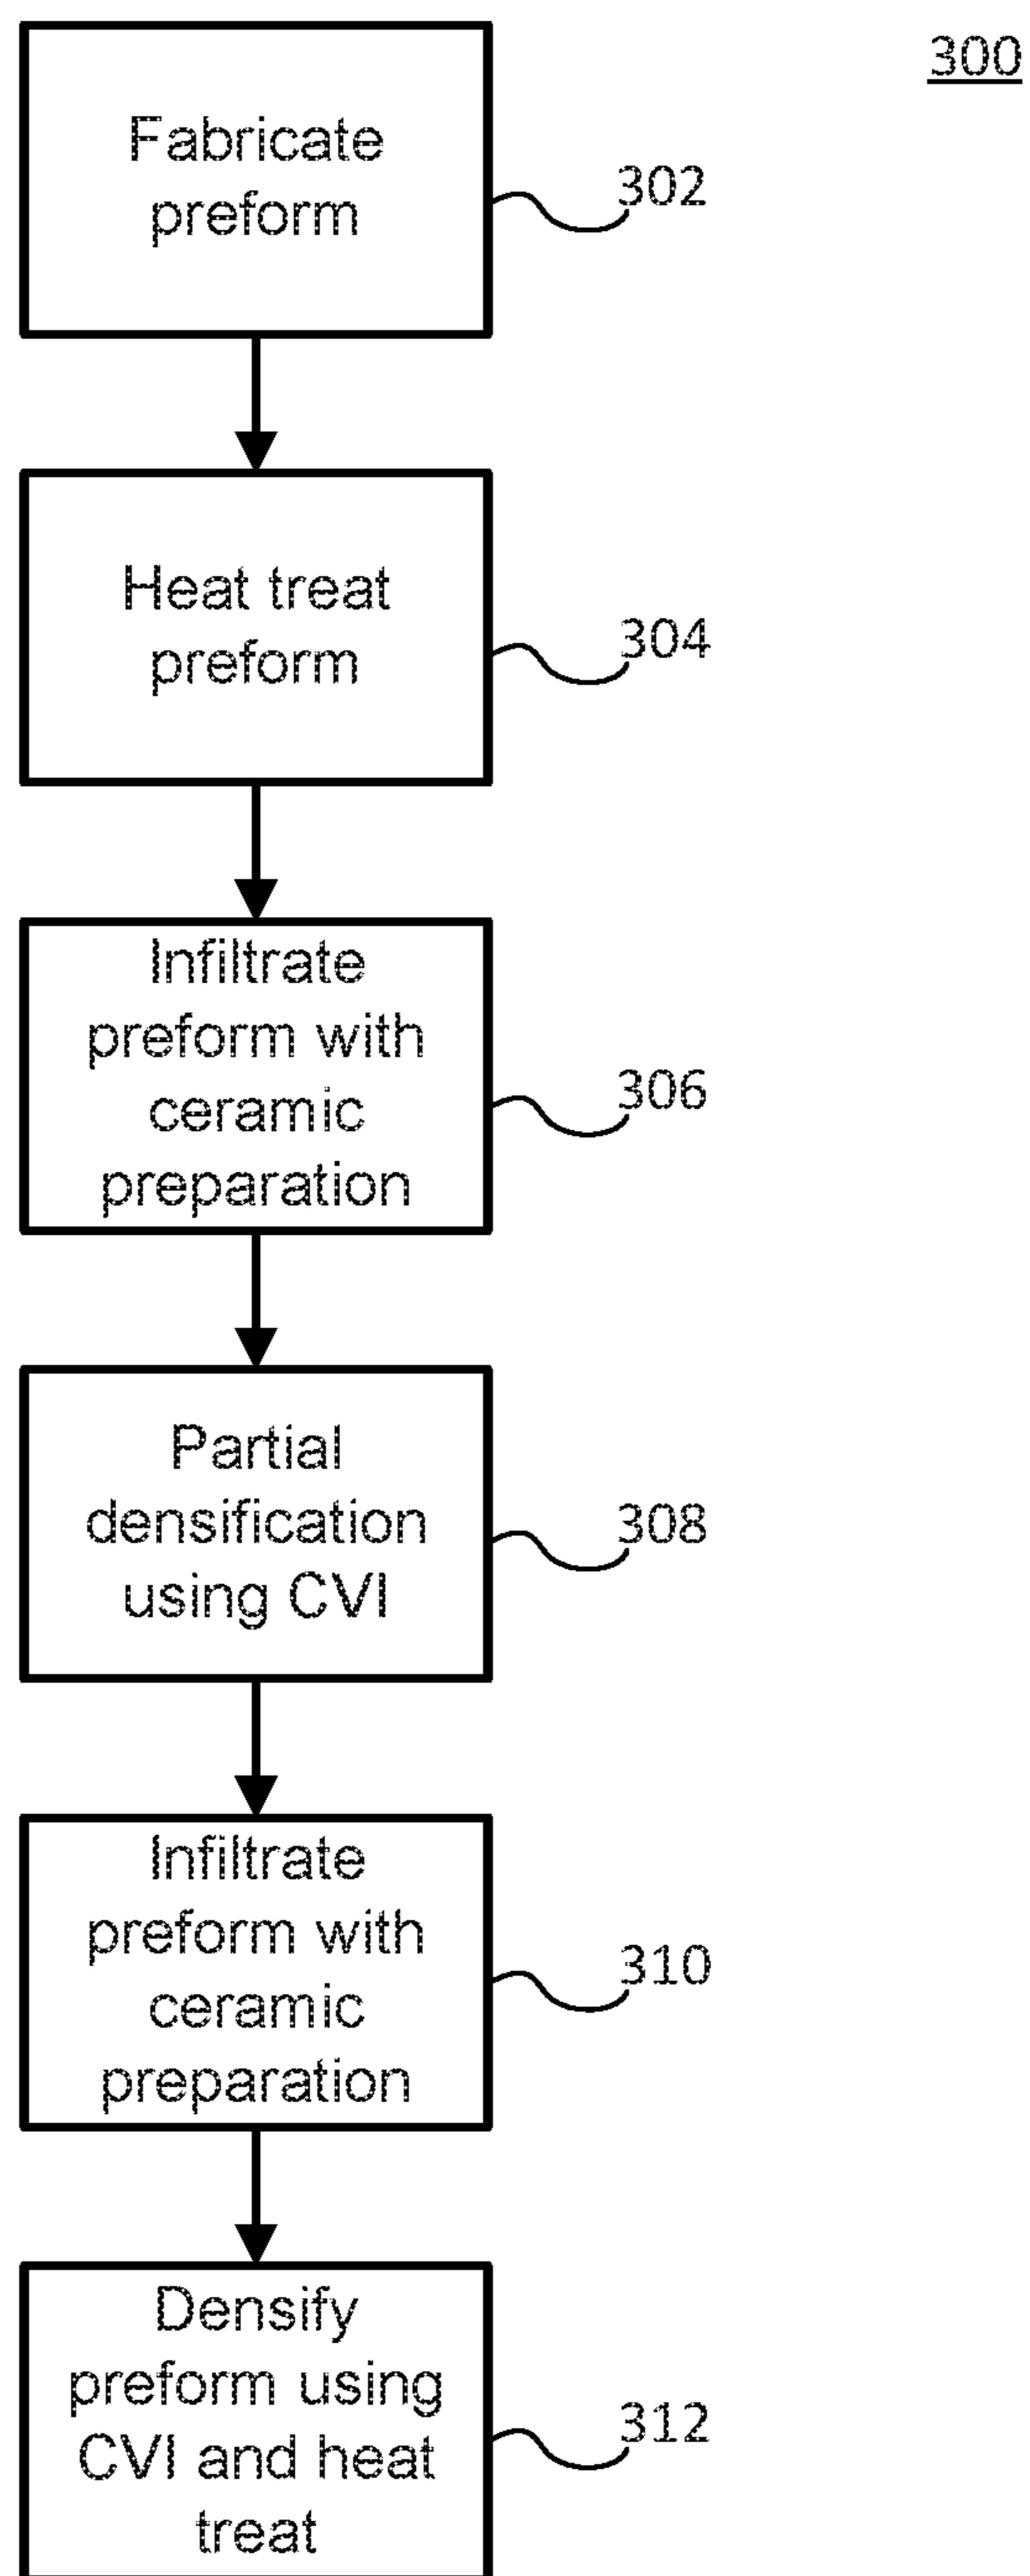 300
Fabricate
preform
302
Heat treat
preform
304
Infiltrate
preform with
ceramic
preparation
306
Partial
densification
using CVI
308
Infiltrate
preform with
ceramic
preparation
310
Densify
preform using
CVI and heat
treat
312